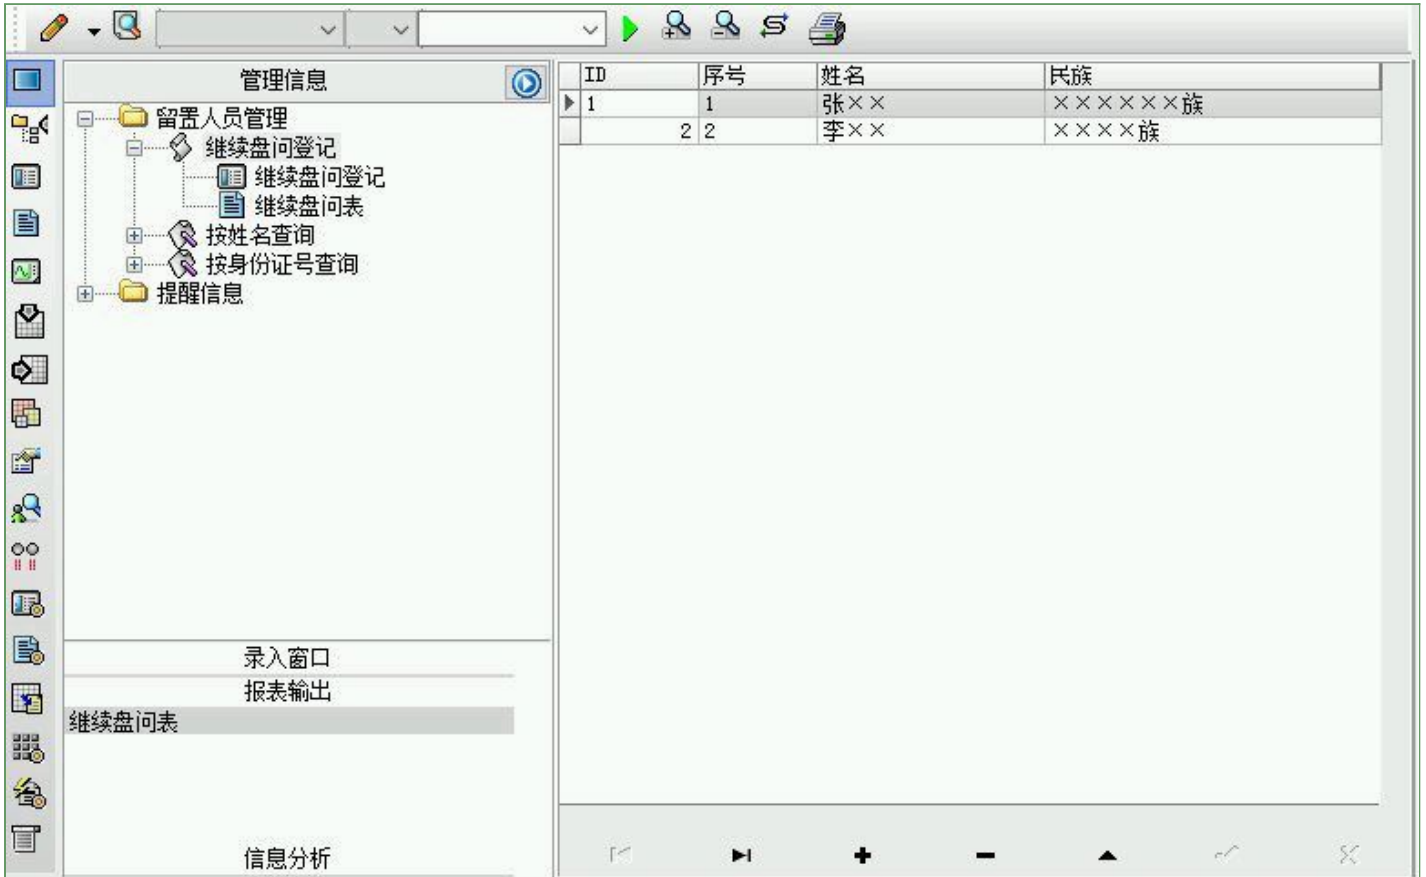 管理信息
留置人员管理
继续盘问登记
继续盘问登记
继续盘问表
按姓名查询
按身份证号查询
提醒信息
录入窗口
报表输出
继续盘问表
信息分析
ID 序号 姓名 民族
1 1 张×× ××××××族
2 2 李×× ××××族